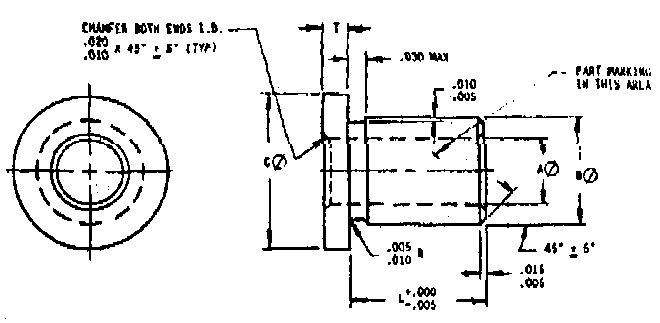 CHAMFER BOTH ENDS I.D.
.020
.010 X 45° ± 5° (TYP)
T
.030 MAX
PART MARKING
IN THIS AREA
.010
.005
C∅
A∅
B∅
.005
.010 R
45° ± 5°
.015
.005
L +.000
-.005